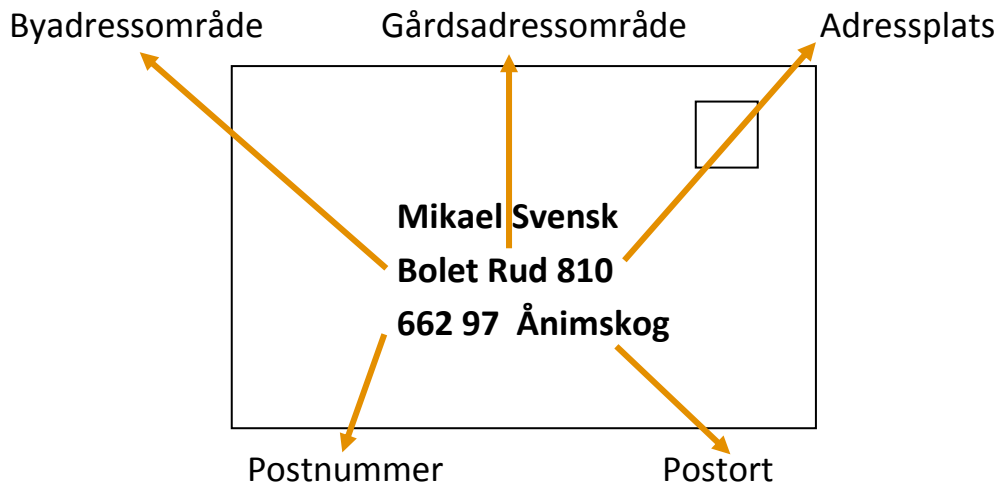 Byadressområde Gårdsadressområde Adressplats
Mikael Svensk
Bolet Rud 810
662 97 Ånimskog
Postnummer Postort